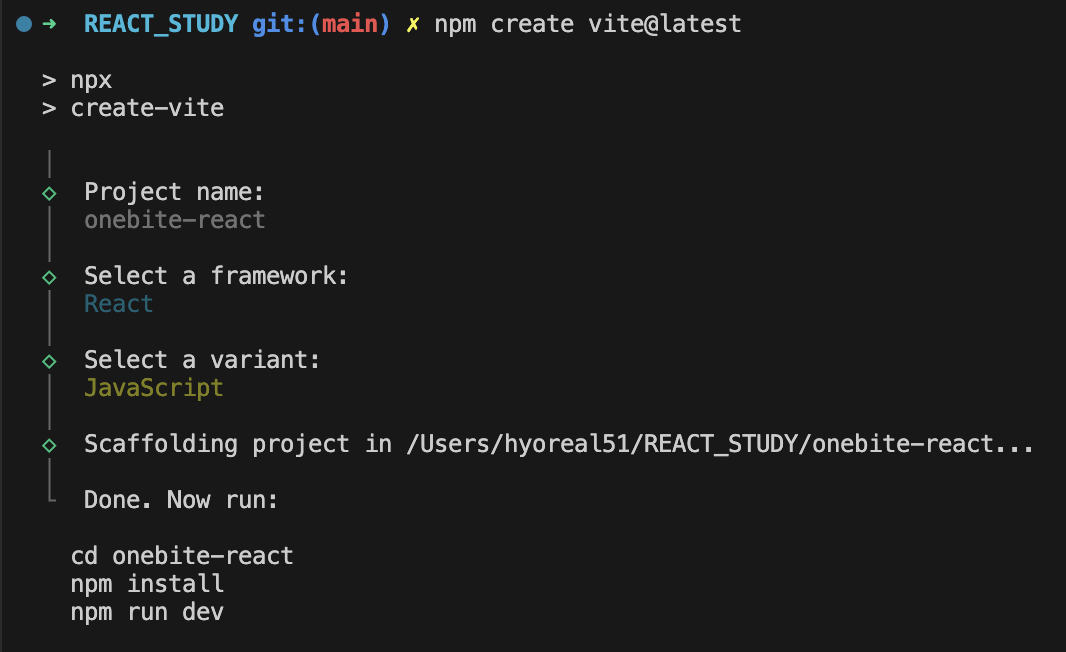 ➜ REACT_STUDY git:(main) ✗ npm create vite@latest
> npx
> create-vite
Project name:
onebite-react
Select a framework:
React
Select a variant:
JavaScript
Scaffolding project in /Users/hyoreal51/REACT_STUDY/onebite-react...
Done. Now run:
cd onebite-react
npm install
npm run dev